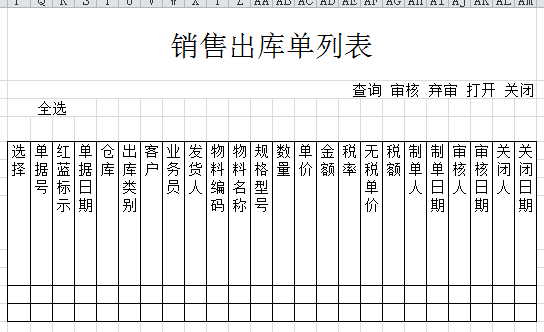 Q R S T U V W X Y Z AA AB AC AD AE AF AG AH AI AJ AK AL AM
销售出库单列表
查询 审核 弃审 打开 关闭
全选
选择 单据号 红蓝标示 单据日期 仓库 出库类别 客户 业务员 发货人 物料编码 物料名称 规格型号 数量 单价 金额 税率 无税单价 税额 制单人 制单日期 审核人 审核日期 关闭人 关闭日期